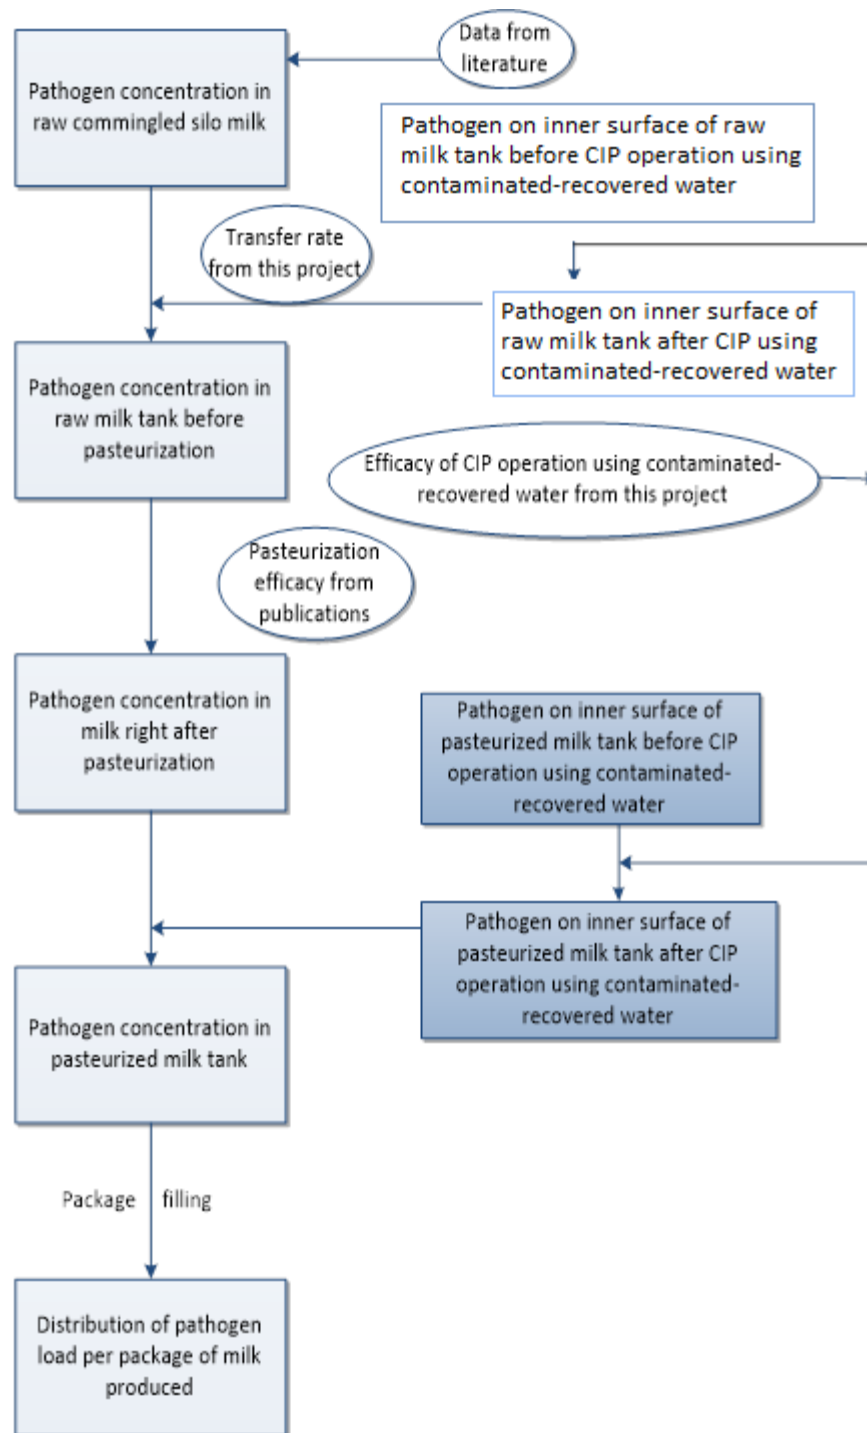 Data from
literature
Pathogen concentration in
raw commingled silo milk
Pathogen on inner surface of raw
milk tank before CIP operation using
contaminated-recovered water
Transfer rate
from this project
Pathogen on inner surface of
raw milk tank after CIP using
contaminated-recovered water
Pathogen concentration in
raw milk tank before
pasteurization
Efficacy of CIP operation using contaminated-
recovered water from this project
Pasteurization
efficacy from
publications
Pathogen concentration in
milk right after
pasteurization
Pathogen on inner surface of
pasteurized milk tank before CIP
operation using contaminated-
recovered water
Pathogen on inner surface of
pasteurized milk tank after CIP
operation using contaminated-
recovered water
Pathogen concentration in
pasteurized milk tank
Package filling
Distribution of pathogen
load per package of milk
produced